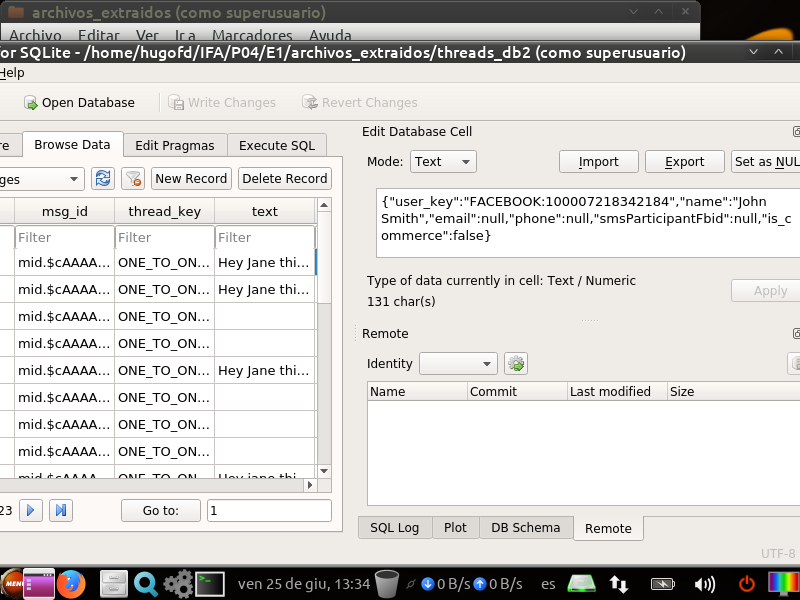 archivos_extraidos (como superusuario)
Archivo Editar Ver Ir a Marcadores Ayuda
for SQLite - /home/hugofd/IFA/P04/E1/archivos_extraidos/threads_db2 (como superusuario)
Help
Open Database Write Changes Revert Changes
re Browse Data Edit Pragmas Execute SQL
ges New Record Delete Record
msg_id thread_key text
Filter Filter Filter
mid.$cAAAA... ONE_TO_ON... Hey Jane thi...
mid.$cAAAA... ONE_TO_ON... Hey Jane thi...
mid.$cAAAA... ONE_TO_ON...
mid.$cAAAA... ONE_TO_ON...
mid.$cAAAA... ONE_TO_ON... Hey Jane thi...
mid.$cAAAA... ONE_TO_ON...
mid.$cAAAA... ONE_TO_ON...
mid.$cAAAA... ONE_TO_ON...
mid.$cAAAA... ONE_TO_ON... Hey Jane thi...
23 Go to: 1
Edit Database Cell
Mode: Text Import Export Set as NUL
{"user_key":"FACEBOOK:100007218342184","name":"John
Smith","email":null,"phone":null,"smsParticipantFbid":null,"is_c
ommerce":false}
Type of data currently in cell: Text / Numeric
131 char(s)
Apply
Remote
Identity
Name Commit Last modified Size
SQL Log Plot DB Schema Remote
UTF-8
MENU ven 25 de giu, 13:34 0 B/s 0 B/s es